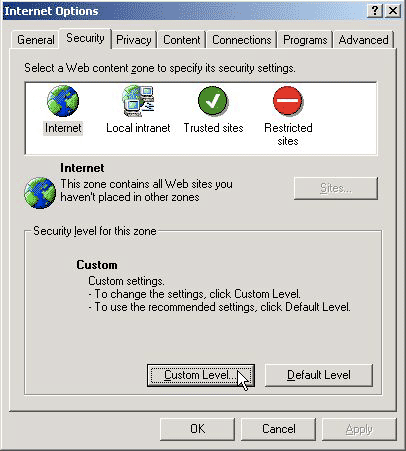 Internet Options
General Security Privacy Content Connections Programs Advanced
Select a Web content zone to specify its security settings.
Internet Local intranet Trusted sites Restricted
sites
Internet
This zone contains all Web sites you
haven't placed in other zones
Sites...
Security level for this zone
Custom
Custom settings.
- To change the settings, click Custom Level.
- To use the recommended settings, click Default Level.
Custom Level... Default Level
OK Cancel Apply